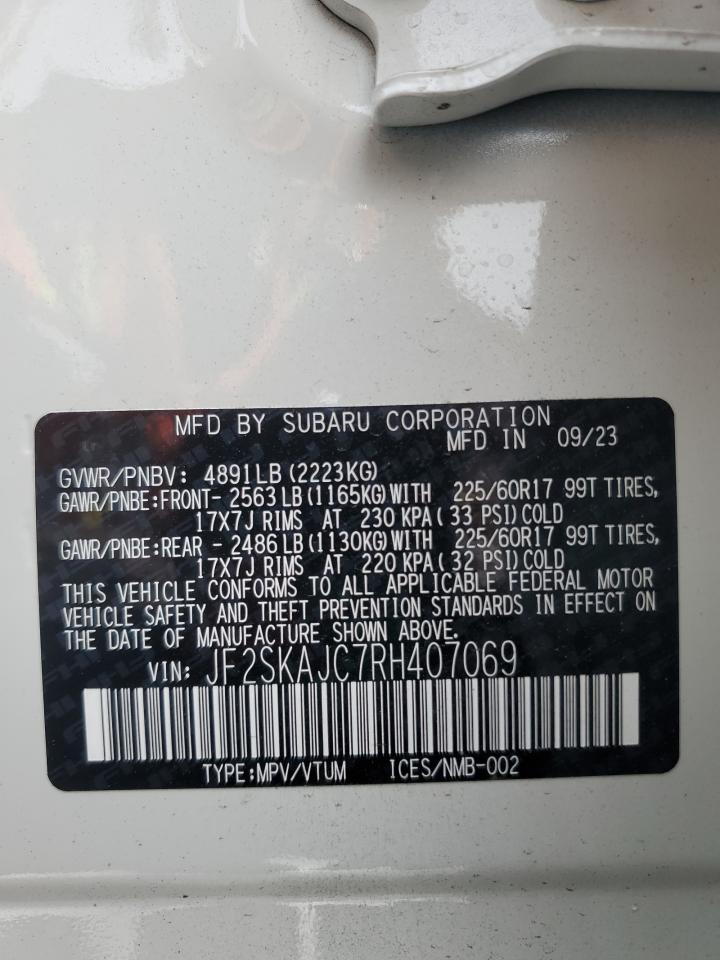 MFD BY SUBARU CORPORATION
MFD IN 09/23
GVWR/PNBV: 4891LB (2223KG)
GAWR/PNBE:FRONT- 2563LB (1165KG)WITH 225/60R17 99T TIRES,
17X7J RIMS AT 230 KPA( 33 PSI)COLD
GAWR/PNBE:REAR - 2486LB (1130KG)WITH 225/60R17 99T TIRES,
17X7J RIMS AT 220 KPA( 32 PSI)COLD
THIS VEHICLE CONFORMS TO ALL APPLICABLE FEDERAL MOTOR
VEHICLE SAFETY AND THEFT PREVENTION STANDARDS IN EFFECT ON
THE DATE OF MANUFACTURE SHOWN ABOVE.
VIN: JF2SKAJC7RH407069
TYPE:MPV/VTUM ICES/NMB-002